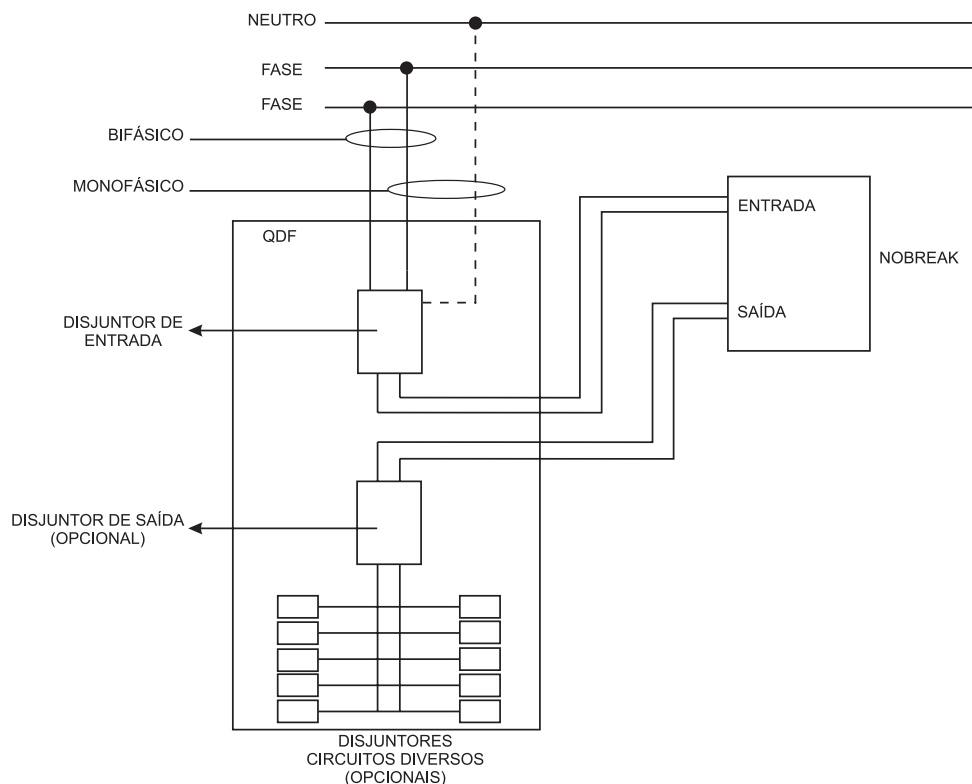 NEUTRO
FASE
FASE
BIFÁSICO
MONOFÁSICO
QDF
ENTRADA
NOBREAK
SAÍDA
DISJUNTOR DE
ENTRADA
DISJUNTOR DE SAÍDA
(OPCIONAL)
DISJUNTORES
CIRCUITOS DIVERSOS
(OPCIONAIS)